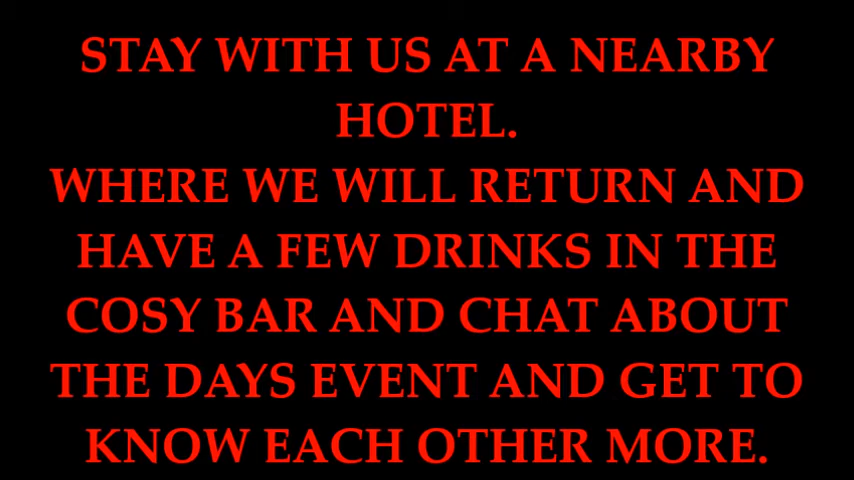 STAY WITH US AT A NEARBY
HOTEL.
WHERE WE WILL RETURN AND
HAVE A FEW DRINKS IN THE
COSY BAR AND CHAT ABOUT
THE DAYS EVENT AND GET TO
KNOW EACH OTHER MORE.